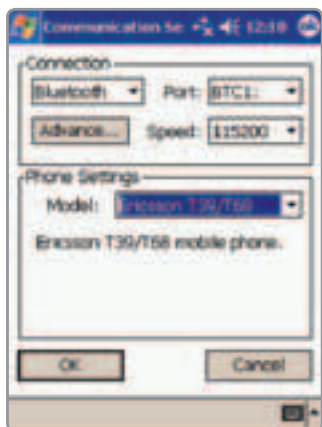 Communication Se 12:18
Connection
Bluetooth Port: BTC1:
Advance... Speed: 115200
Phone Settings
Model: Ericsson T39/T68
Ericsson T39/T68 mobile phone.
OK Cancel